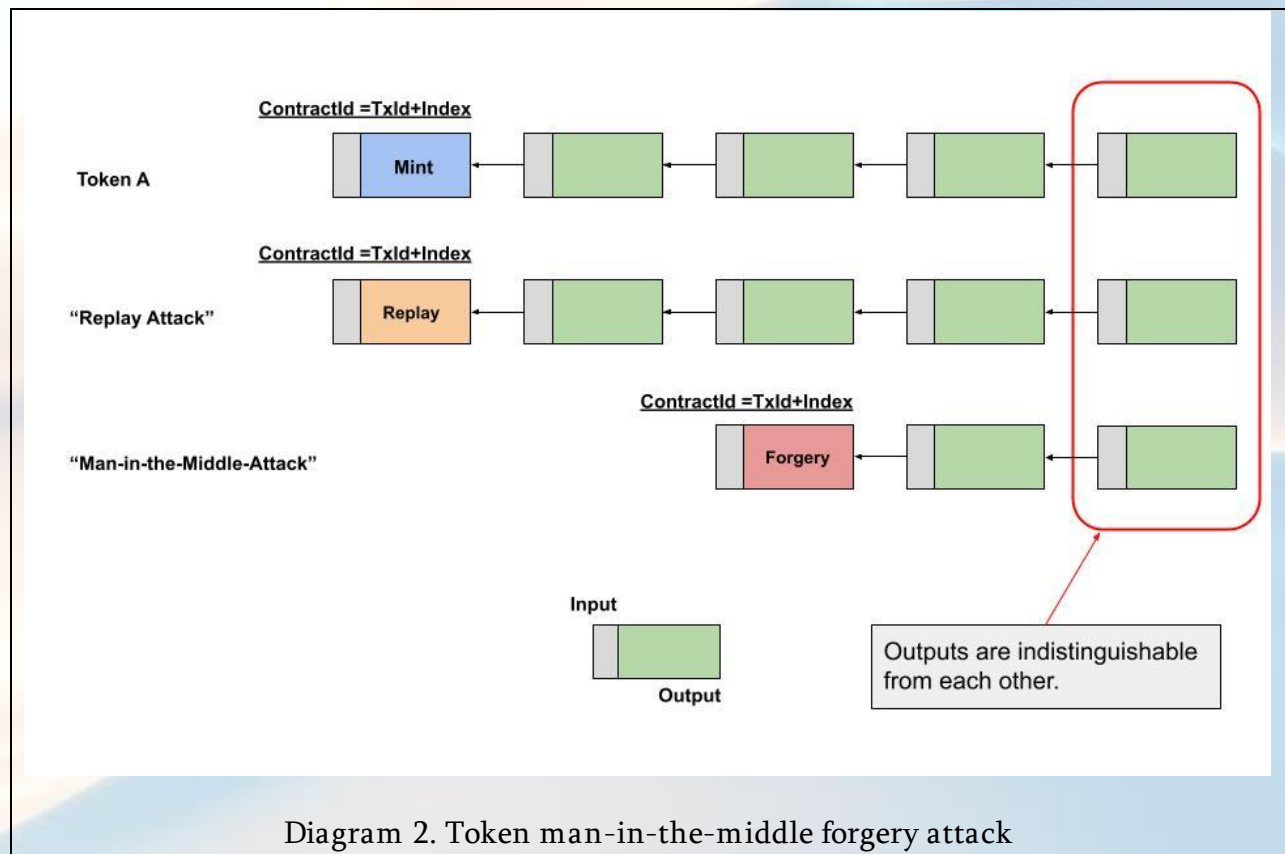 ContractId =TxId+Index
Token A
Mint
ContractId =TxId+Index
"Replay Attack"
Replay
ContractId =TxId+Index
“Man-in-the-Middle-Attack”
Forgery
Input
Output
Outputs are indistinguishable
from each other.
Diagram 2. Token man-in-the-middle forgery attack